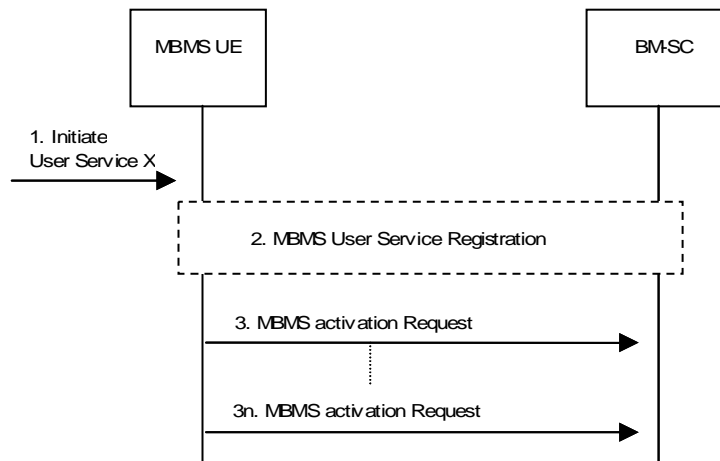 MBMS UE
BM-SC
1. Initiate
User Service X
2. MBMS User Service Registration
3. MBMS activation Request
3n. MBMS activation Request